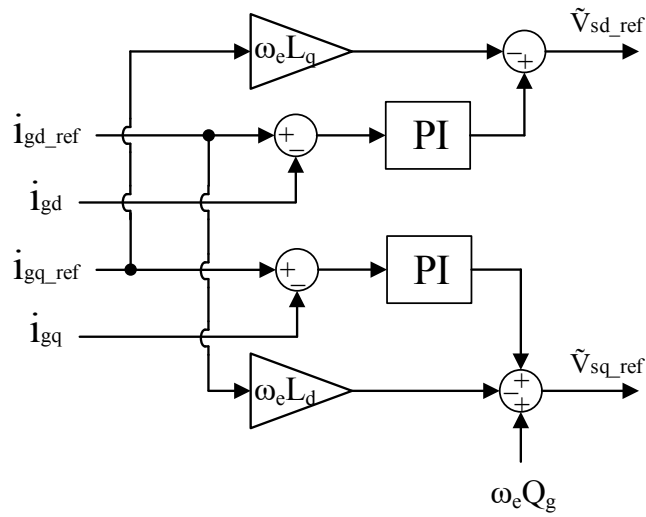 ωeLq
Ṽsd_ref
− +
igd_ref
+ −
PI
igd
igq_ref
+ −
PI
igq
ωeLd
+ − +
Ṽsq_ref
ωeQg